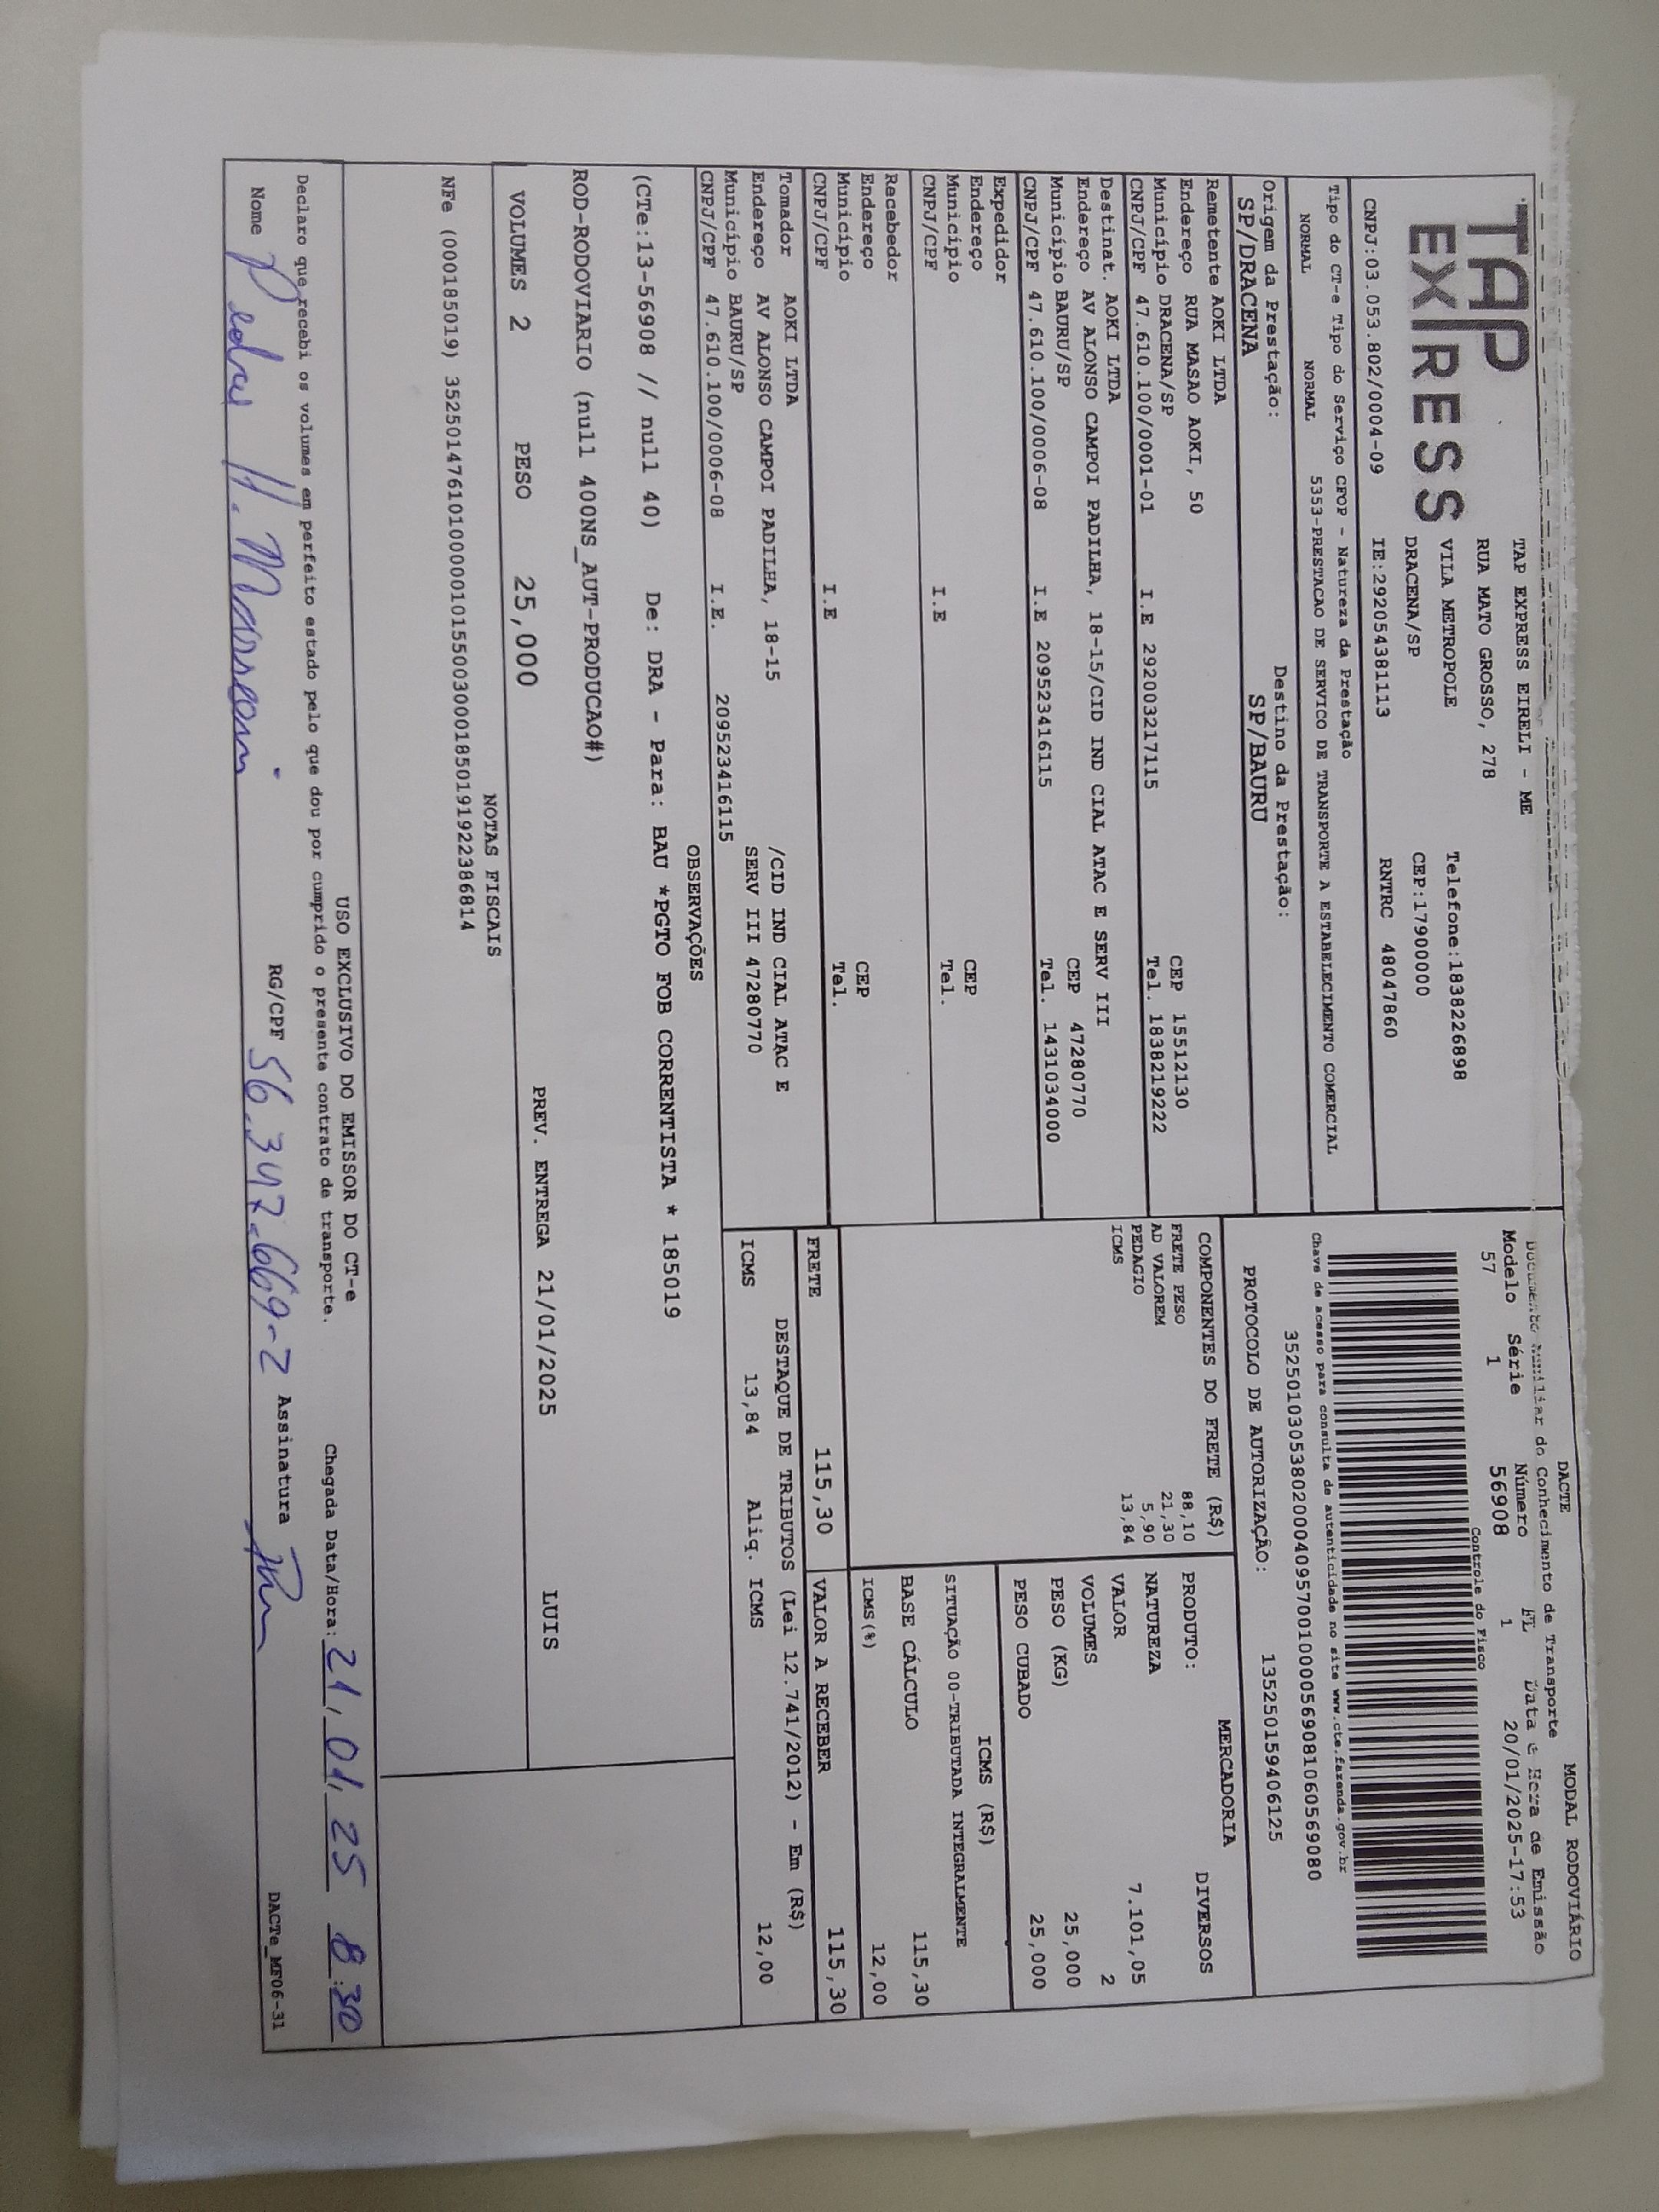 TAP EXPRESS
TAP EXPRESS EIRELI - ME
RUA MATO GROSSO, 278
VILA METROPOLE Telefone:1838226898
DRACENA/SP CEP:17900000
CNPJ:03.053.802/0004-09 IE:292054381113 RNTRC 48047860
DACTE MODAL RODOVIÁRIO
Documento Auxiliar do Conhecimento de Transporte
Modelo Série Número FL Data e Hora de Emissão
57 1 56908 1 20/01/2025-17:53
Controle do Fisco
Chave de acesso para consulta de autenticidade no site www.cte.fazenda.gov.br
35250103053802000409570010000569081060569080
PROTOCOLO DE AUTORIZAÇÃO: 135250159406125
Tipo do CT-e Tipo do Serviço CFOP - Natureza da Prestação
NORMAL NORMAL 5353-PRESTACAO DE SERVICO DE TRANSPORTE A ESTABELECIMENTO COMERCIAL
Origem da Prestação: Destino da Prestação:
SP/DRACENA SP/BAURU
Remetente AOKI LTDA
Endereço RUA MASAO AOKI, 50 CEP 15512130
Município DRACENA/SP Tel. 1838219222
CNPJ/CPF 47.610.100/0001-01 I.E 292003217115
Destinat. AOKI LTDA
Endereço AV ALONSO CAMPOI PADILHA, 18-15/CID IND CIAL ATAC E SERV III
Município BAURU/SP CEP 47280770
CNPJ/CPF 47.610.100/0006-08 I.E 209523416115 Tel. 1431034000
Expedidor
Endereço
Município CEP
CNPJ/CPF I.E Tel.
Recebedor
Endereço
Município CEP
CNPJ/CPF I.E Tel.
Tomador AOKI LTDA
Endereço AV ALONSO CAMPOI PADILHA, 18-15 /CID IND CIAL ATAC E
Município BAURU/SP SERV III 47280770
CNPJ/CPF 47.610.100/0006-08 I.E. 209523416115
COMPONENTES DO FRETE (R$)
FRETE PESO 88,10
AD VALOREM 21,30
PEDAGIO 5,90
ICMS 13,84
MERCADORIA
PRODUTO: DIVERSOS
NATUREZA
VALOR 7.101,05
VOLUMES 2
PESO (KG) 25,000
PESO CUBADO 25,000
ICMS (R$)
SITUAÇÃO 00-TRIBUTADA INTEGRALMENTE
BASE CÁLCULO 115,30
ICMS(%) 12,00
FRETE 115,30 VALOR A RECEBER 115,30
DESTAQUE DE TRIBUTOS (Lei 12.741/2012) - Em (R$)
ICMS 13,84 Aliq. ICMS 12,00
OBSERVAÇÕES
(CTe:13-56908 // null 40) De: DRA - Para: BAU *PGTO FOB CORRENTISTA * 185019
ROD-RODOVIARIO (null 400NS_AUT-PRODUCAO#)
VOLUMES 2 PESO 25,000 PREV. ENTREGA 21/01/2025 LUIS
NOTAS FISCAIS
NFe (000185019) 35250147610100000101550030001850191922386814
USO EXCLUSIVO DO EMISSOR DO CT-e
Declaro que recebi os volumes em perfeito estado pelo que dou por cumprido o presente contrato de transporte. Chegada Data/Hora: 21/01/25 8:30
Nome Pedro H. RG/CPF 56.347.669-2 Assinatura
DACTe_MF06-31